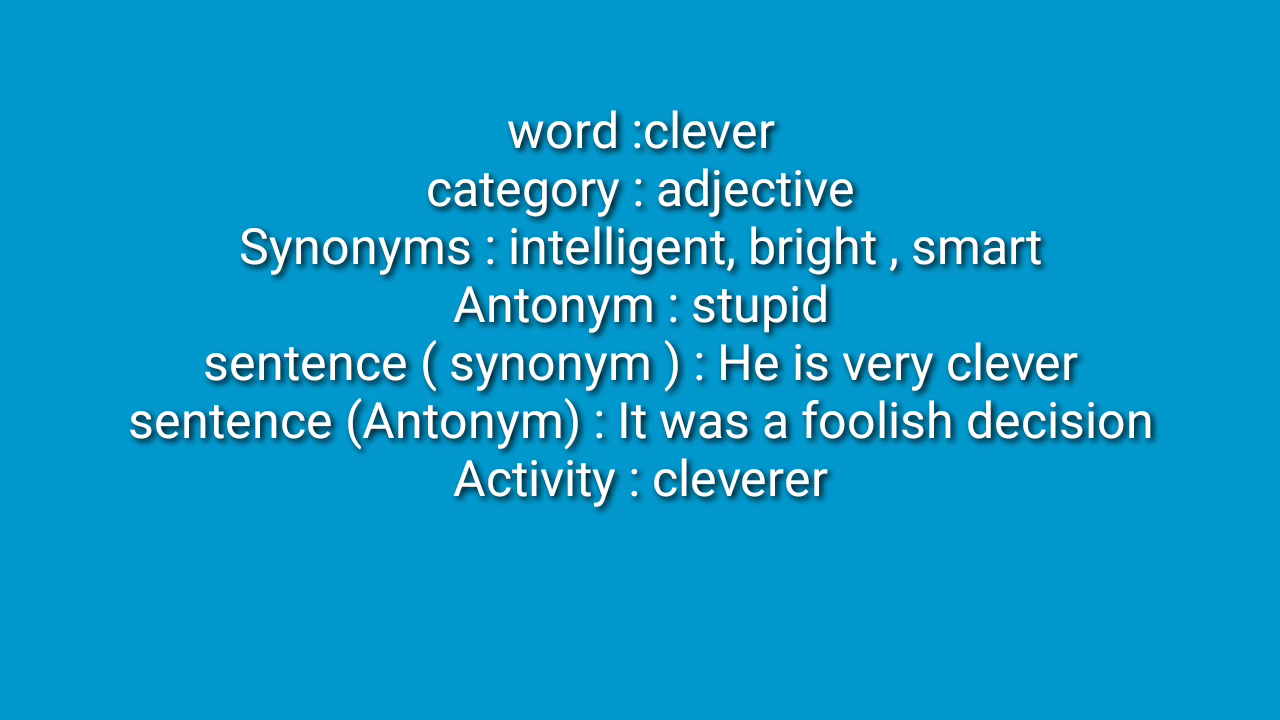 word :clever
category : adjective
Synonyms : intelligent, bright , smart
Antonym : stupid
sentence ( synonym ) : He is very clever
sentence (Antonym) : It was a foolish decision
Activity : cleverer